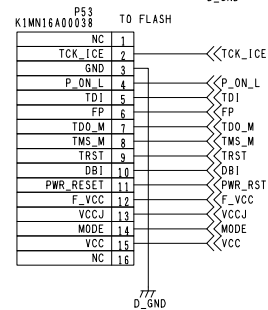 P53
K1MN16A00038 TO FLASH
NC 1
TCK_ICE 2 TCK_ICE
GND 3
P_ON_L 4 P_ON_L
TDI 5 TDI
FP 6 FP
TDO_M 7 TDO_M
TMS_M 8 TMS_M
TRST 9 TRST
DBI 10 DBI
PWR_RESET 11 PWR_RST
F_VCC 12 F_VCC
VCCJ 13 VCCJ
MODE 14 MODE
VCC 15 VCC
NC 16
D_GND